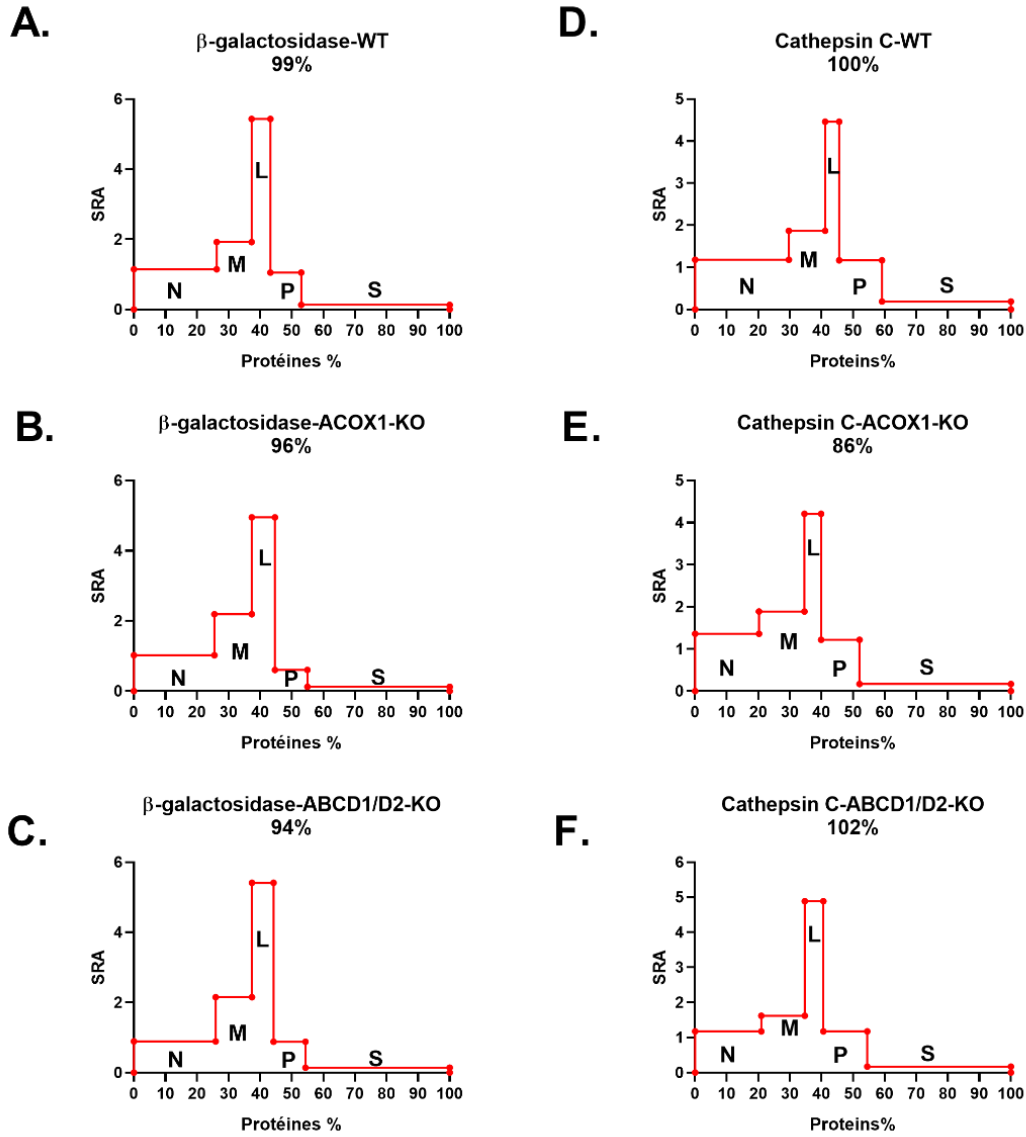 A.
β-galactosidase-WT
99%
6
4
2
0
SRA
L
M
N
P
S
0 10 20 30 40 50 60 70 80 90 100
Protéines %
D.
Cathepsin C-WT
100%
5
4
3
2
1
0
SRA
L
M
N
P
S
0 10 20 30 40 50 60 70 80 90 100
Proteins%
B.
β-galactosidase-ACOX1-KO
96%
6
4
2
0
SRA
L
M
N
P
S
0 10 20 30 40 50 60 70 80 90 100
Protéines %
E.
Cathepsin C-ACOX1-KO
86%
5
4
3
2
1
0
SRA
L
M
N
P
S
0 10 20 30 40 50 60 70 80 90 100
Proteins%
C.
β-galactosidase-ABCD1/D2-KO
94%
6
4
2
0
SRA
L
M
N
P
S
0 10 20 30 40 50 60 70 80 90 100
Protéines %
F.
Cathepsin C-ABCD1/D2-KO
102%
6
5
4
3
2
1
0
SRA
L
M
N
P
S
0 10 20 30 40 50 60 70 80 90 100
Proteins%